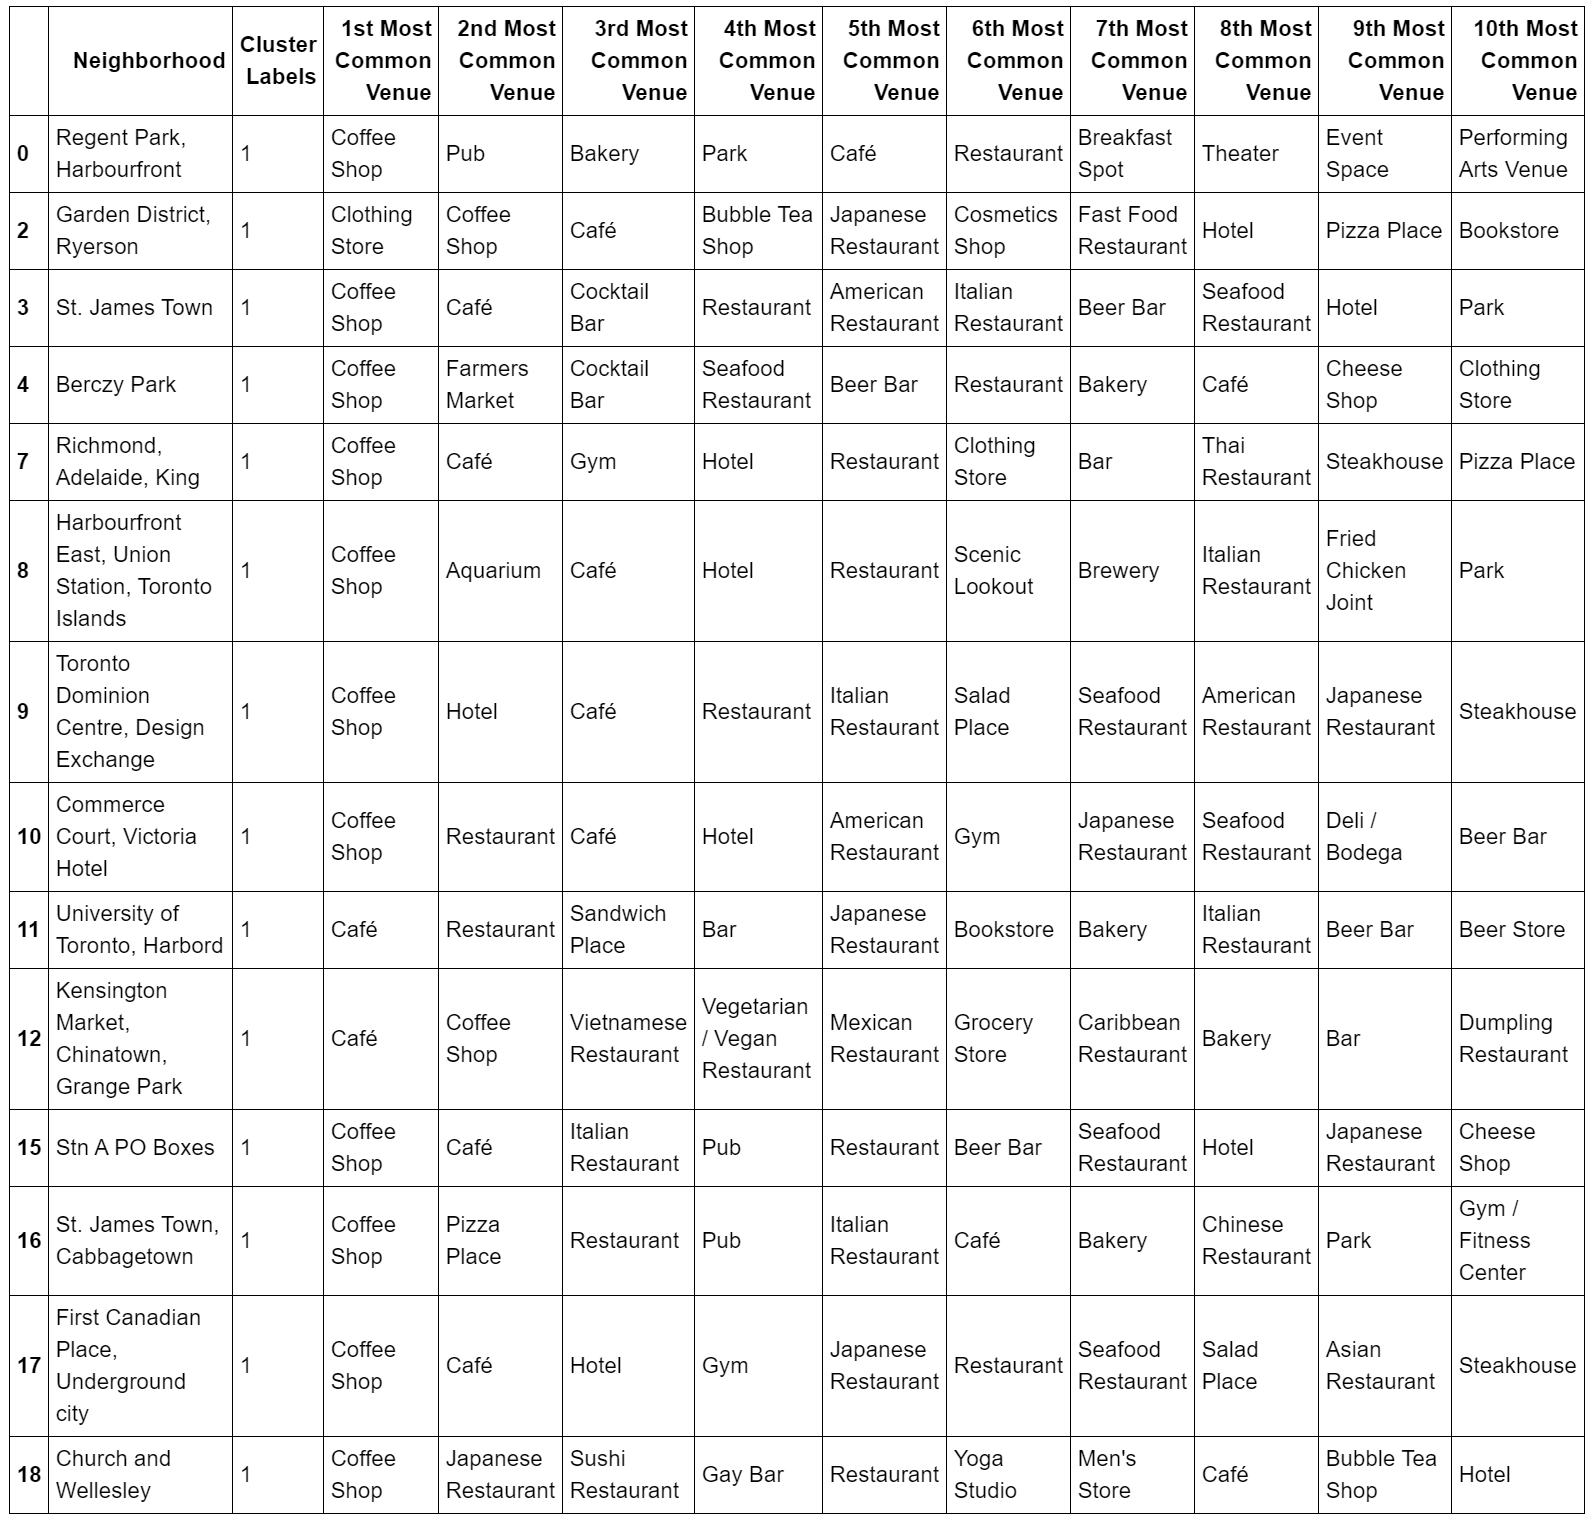 Neighborhood Cluster Labels 1st Most Common Venue 2nd Most Common Venue 3rd Most Common Venue 4th Most Common Venue 5th Most Common Venue 6th Most Common Venue 7th Most Common Venue 8th Most Common Venue 9th Most Common Venue 10th Most Common Venue
0 Regent Park, Harbourfront 1 Coffee Shop Pub Bakery Park Café Restaurant Breakfast Spot Theater Event Space Performing Arts Venue
2 Garden District, Ryerson 1 Clothing Store Coffee Shop Café Bubble Tea Shop Japanese Restaurant Cosmetics Shop Fast Food Restaurant Hotel Pizza Place Bookstore
3 St. James Town 1 Coffee Shop Café Cocktail Bar Restaurant American Restaurant Italian Restaurant Beer Bar Seafood Restaurant Hotel Park
4 Berczy Park 1 Coffee Shop Farmers Market Cocktail Bar Seafood Restaurant Beer Bar Restaurant Bakery Café Cheese Shop Clothing Store
7 Richmond, Adelaide, King 1 Coffee Shop Café Gym Hotel Restaurant Clothing Store Bar Thai Restaurant Steakhouse Pizza Place
8 Harbourfront East, Union Station, Toronto Islands 1 Coffee Shop Aquarium Café Hotel Restaurant Scenic Lookout Brewery Italian Restaurant Fried Chicken Joint Park
9 Toronto Dominion Centre, Design Exchange 1 Coffee Shop Hotel Café Restaurant Italian Restaurant Salad Place Seafood Restaurant American Restaurant Japanese Restaurant Steakhouse
10 Commerce Court, Victoria Hotel 1 Coffee Shop Restaurant Café Hotel American Restaurant Gym Japanese Restaurant Seafood Restaurant Deli / Bodega Beer Bar
11 University of Toronto, Harbord 1 Café Restaurant Sandwich Place Bar Japanese Restaurant Bookstore Bakery Italian Restaurant Beer Bar Beer Store
12 Kensington Market, Chinatown, Grange Park 1 Café Coffee Shop Vietnamese Restaurant Vegetarian / Vegan Restaurant Mexican Restaurant Grocery Store Caribbean Restaurant Bakery Bar Dumpling Restaurant
15 Stn A PO Boxes 1 Coffee Shop Café Italian Restaurant Pub Restaurant Beer Bar Seafood Restaurant Hotel Japanese Restaurant Cheese Shop
16 St. James Town, Cabbagetown 1 Coffee Shop Pizza Place Restaurant Pub Italian Restaurant Café Bakery Chinese Restaurant Park Gym / Fitness Center
17 First Canadian Place, Underground city 1 Coffee Shop Café Hotel Gym Japanese Restaurant Restaurant Seafood Restaurant Salad Place Asian Restaurant Steakhouse
18 Church and Wellesley 1 Coffee Shop Japanese Restaurant Sushi Restaurant Gay Bar Restaurant Yoga Studio Men's Store Café Bubble Tea Shop Hotel